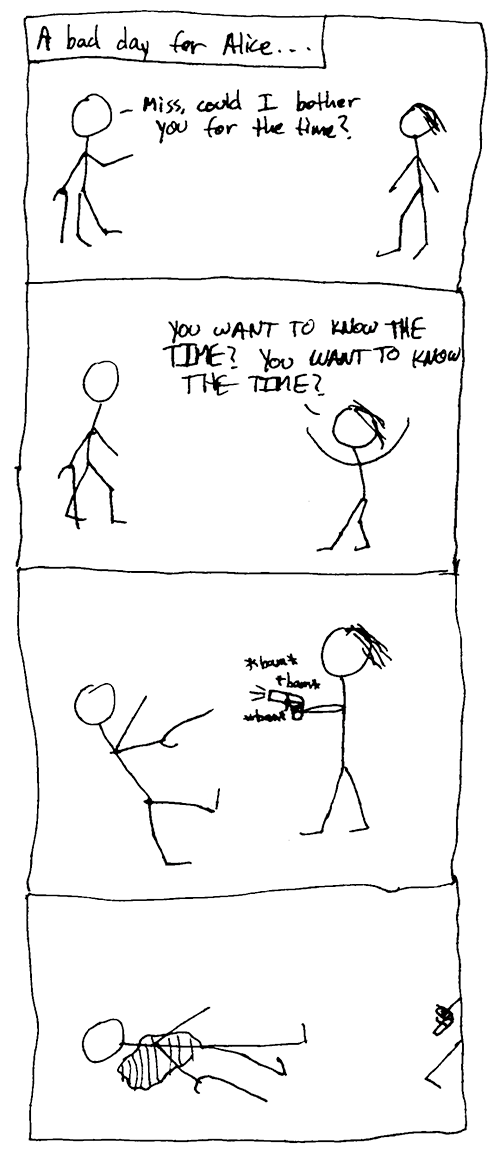 A bad day for Alice...
Miss, could I bother
you for the time?
YOU WANT TO KNOW THE
TIME? YOU WANT TO KNOW
THE TIME?
*bam*
*bam*
*bam*